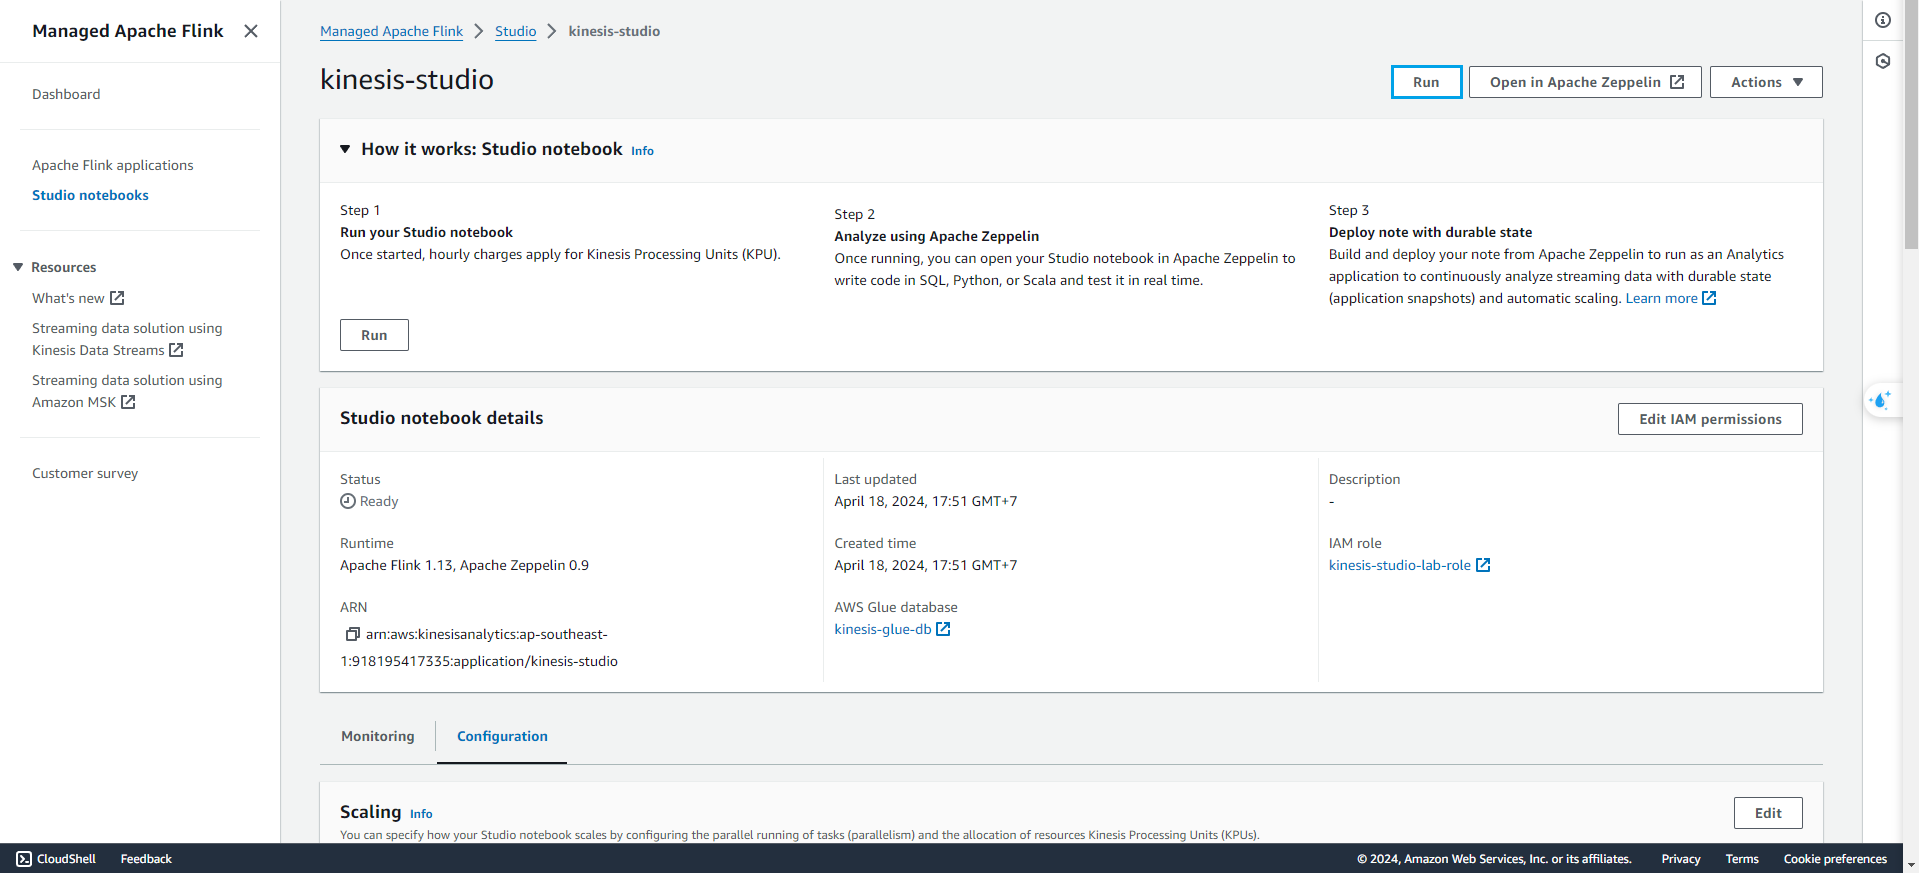 Managed Apache Flink
Dashboard
Apache Flink applications
Studio notebooks
Resources
What's new
Streaming data solution using
Kinesis Data Streams
Streaming data solution using
Amazon MSK
Customer survey
Managed Apache Flink > Studio > kinesis-studio
kinesis-studio
Run
Open in Apache Zeppelin
Actions
How it works: Studio notebook Info
Step 1
Run your Studio notebook
Once started, hourly charges apply for Kinesis Processing Units (KPU).
Run
Step 2
Analyze using Apache Zeppelin
Once running, you can open your Studio notebook in Apache Zeppelin to
write code in SQL, Python, or Scala and test it in real time.
Step 3
Deploy note with durable state
Build and deploy your note from Apache Zeppelin to run as an Analytics
application to continuously analyze streaming data with durable state
(application snapshots) and automatic scaling. Learn more
Studio notebook details
Edit IAM permissions
Status
Ready
Runtime
Apache Flink 1.13, Apache Zeppelin 0.9
ARN
arn:aws:kinesisanalytics:ap-southeast-
1:918195417335:application/kinesis-studio
Last updated
April 18, 2024, 17:51 GMT+7
Created time
April 18, 2024, 17:51 GMT+7
AWS Glue database
kinesis-glue-db
Description
-
IAM role
kinesis-studio-lab-role
Monitoring
Configuration
Scaling Info
Edit
You can specify how your Studio notebook scales by configuring the parallel running of tasks (parallelism) and the allocation of resources Kinesis Processing Units (KPUs).
CloudShell
Feedback
© 2024, Amazon Web Services, Inc. or its affiliates.
Privacy
Terms
Cookie preferences